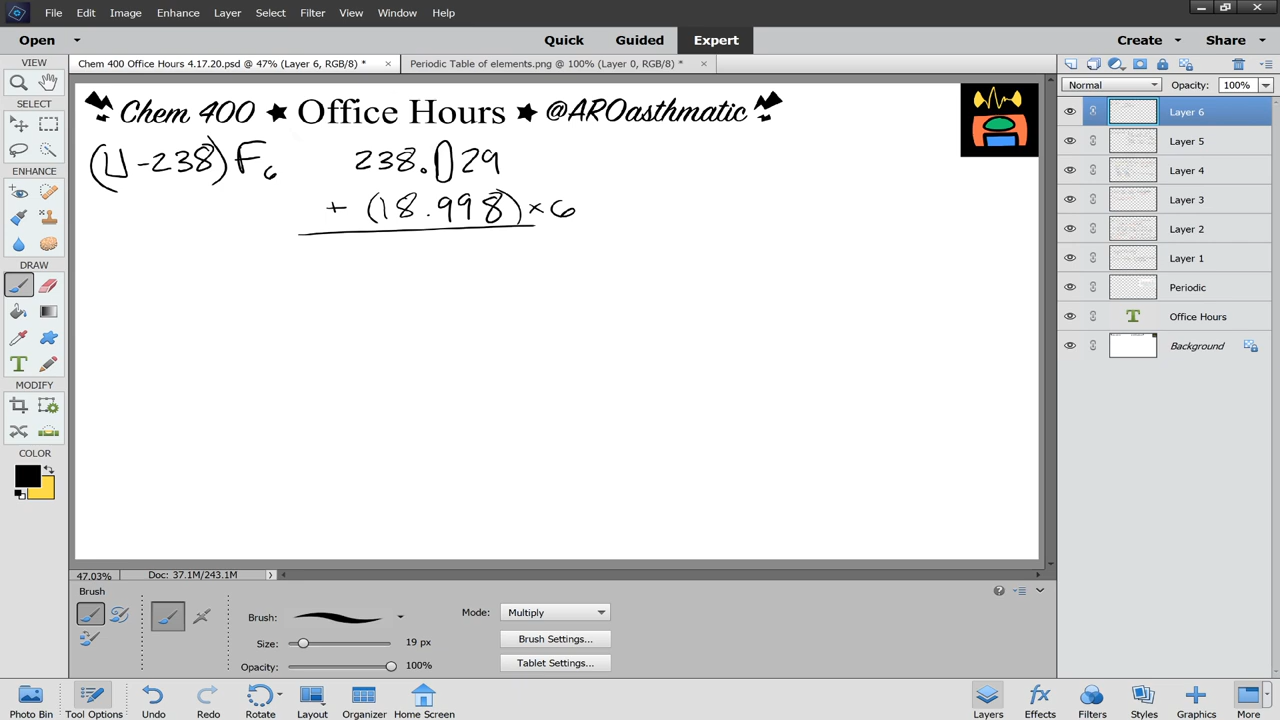 File Edit Image Enhance Layer Select Filter View Window Help
Open Quick Guided Expert Create Share
Chem 400 Office Hours 4.17.20.psd @ 47% (Layer 6, RGB/8) * × Periodic Table of elements.png @ 100% (Layer 0, RGB/8) * ×
VIEW
SELECT
ENHANCE
DRAW
MODIFY
COLOR
Chem 400 ★ Office Hours ★ @AROasthmatic
(U-238)F6 238.029
+ (18.998)×6
Normal Opacity: 100%
Layer 6
Layer 5
Layer 4
Layer 3
Layer 2
Layer 1
Periodic
T Office Hours
Background
47.03% Doc: 37.1M/243.1M
Brush
Brush: Mode: Multiply
Size: 19 px Brush Settings...
Opacity: 100% Tablet Settings...
Photo Bin Tool Options Undo Redo Rotate Layout Organizer Home Screen Layers Effects Filters Styles Graphics More